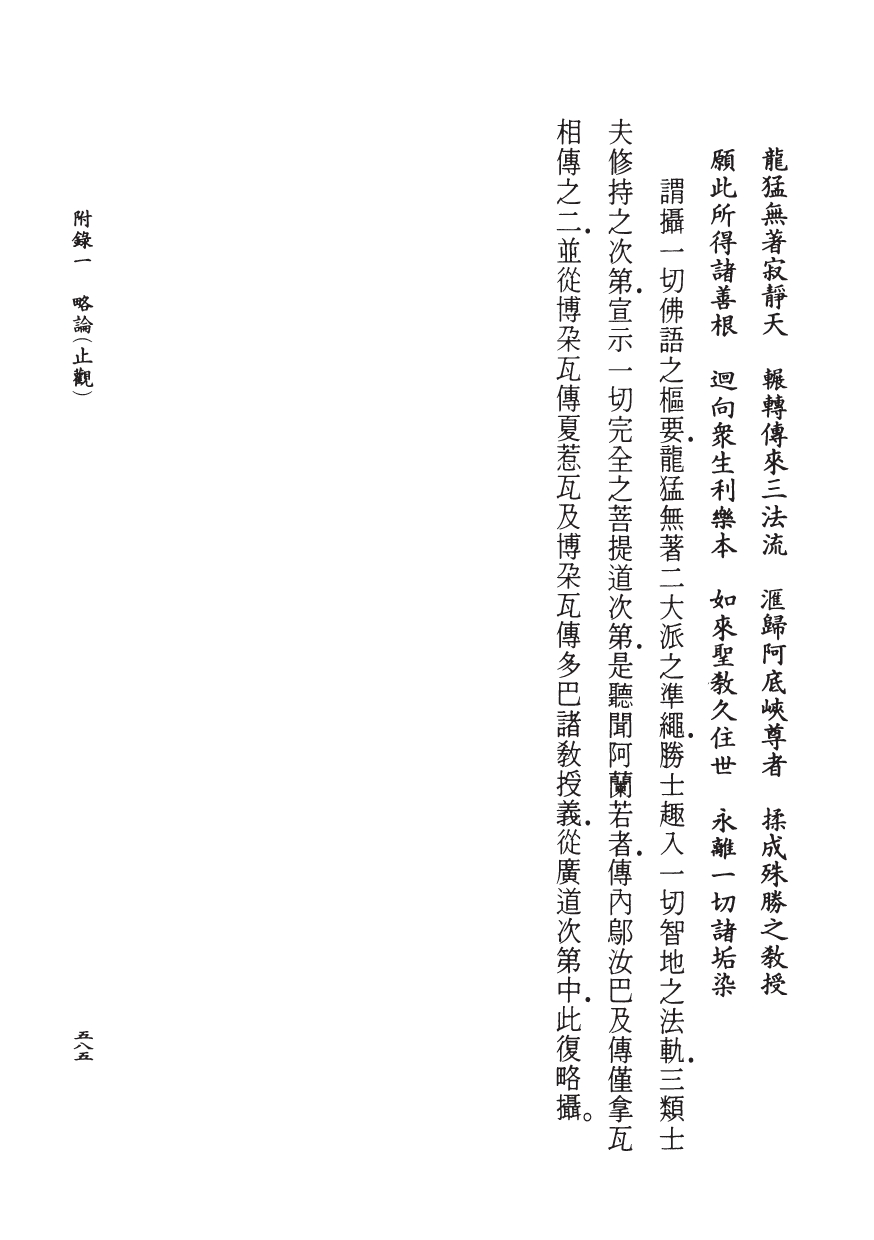 龍猛無著寂靜天　輾轉傳來三法流　滙歸阿底峽尊者　揉成殊勝之教授
願此所得諸善根　迴向衆生利樂本　如來聖教久住世　永離一切諸垢染
謂攝一切佛語之樞要．龍猛無著二大派之準繩．勝士趣入一切智地之法軌．三類士
夫修持之次第．宣示一切完全之菩提道次第．是聽聞阿蘭若者．傳內鄔汝巴及傳僅拿瓦
相傳之二．並從博朶瓦傳夏惹瓦及博朶瓦傳多巴諸教授義．從廣道次第中．此復略攝。
附錄一　略論(止觀)
五八五